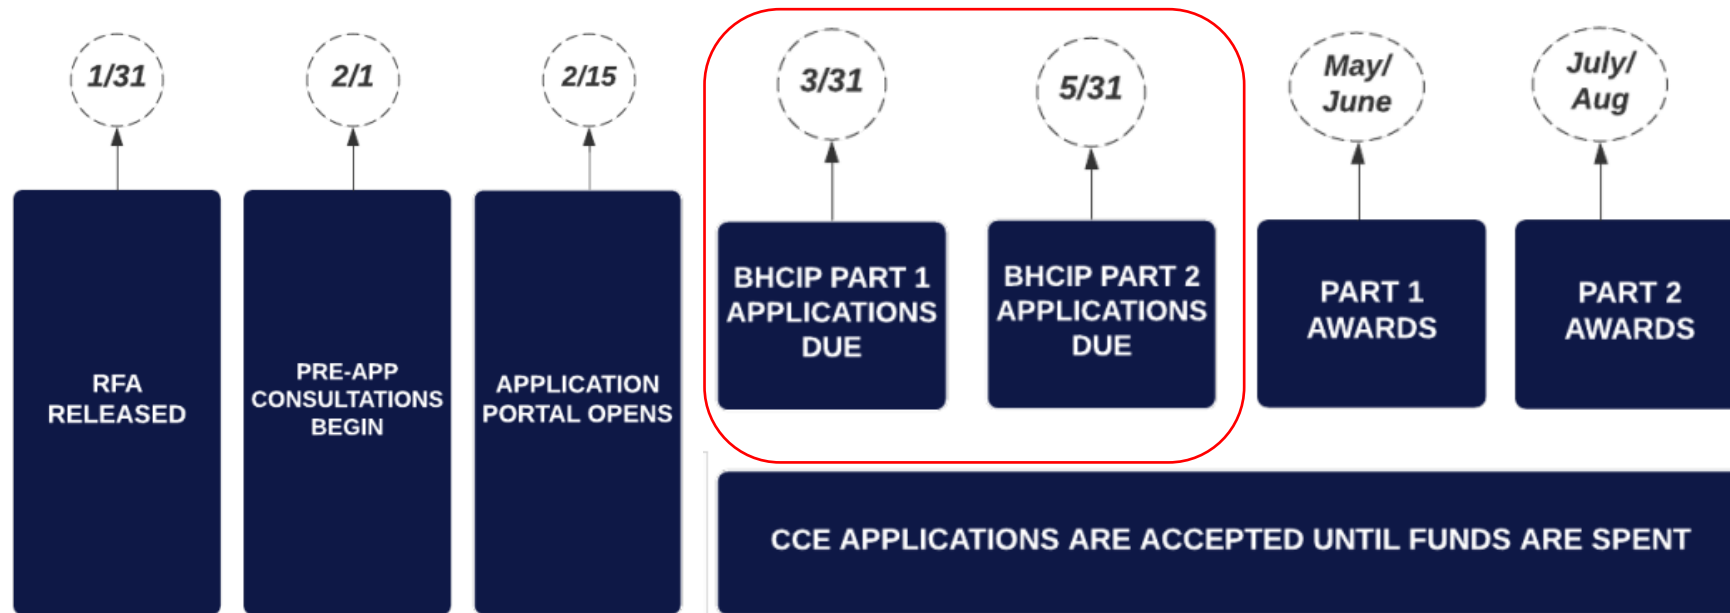 1/31
2/1
2/15
3/31
5/31
May/
June
July/
Aug
RFA
RELEASED
PRE-APP
CONSULTATIONS
BEGIN
APPLICATION
PORTAL OPENS
BHCIP PART 1
APPLICATIONS
DUE
BHCIP PART 2
APPLICATIONS
DUE
PART 1
AWARDS
PART 2
AWARDS
CCE APPLICATIONS ARE ACCEPTED UNTIL FUNDS ARE SPENT